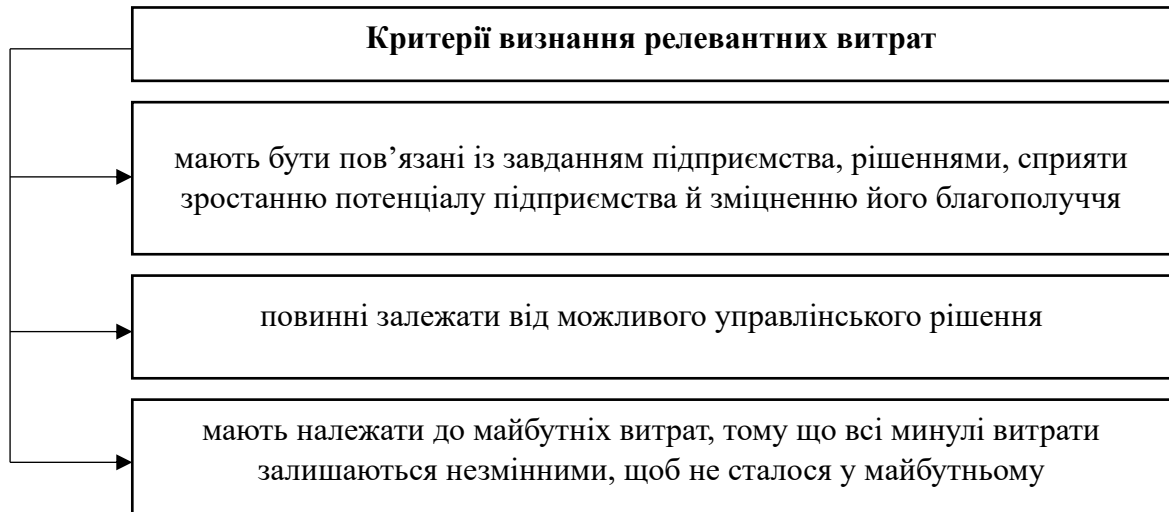 Критерії визнання релевантних витрат
мають бути пов’язані із завданням підприємства, рішеннями, сприяти
зростанню потенціалу підприємства й зміцненню його благополуччя
повинні залежати від можливого управлінського рішення
мають належати до майбутніх витрат, тому що всі минулі витрати
залишаються незмінними, щоб не сталося у майбутньому